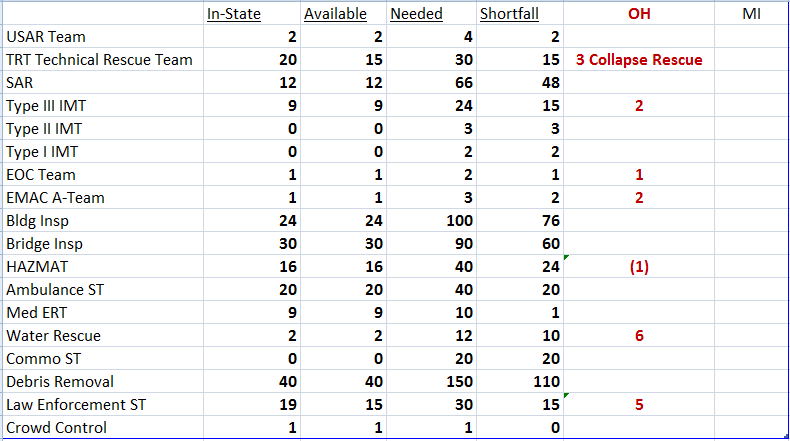 In-State Available Needed Shortfall OH MI
USAR Team 2 2 4 2
TRT Technical Rescue Team 20 15 30 15 3 Collapse Rescue
SAR 12 12 66 48
Type III IMT 9 9 24 15 2
Type II IMT 0 0 3 3
Type I IMT 0 0 2 2
EOC Team 1 1 2 1 1
EMAC A-Team 1 1 3 2 2
Bldg Insp 24 24 100 76
Bridge Insp 30 30 90 60
HAZMAT 16 16 40 24 (1)
Ambulance ST 20 20 40 20
Med ERT 9 9 10 1
Water Rescue 2 2 12 10 6
Commo ST 0 0 20 20
Debris Removal 40 40 150 110
Law Enforcement ST 19 15 30 15 5
Crowd Control 1 1 1 0